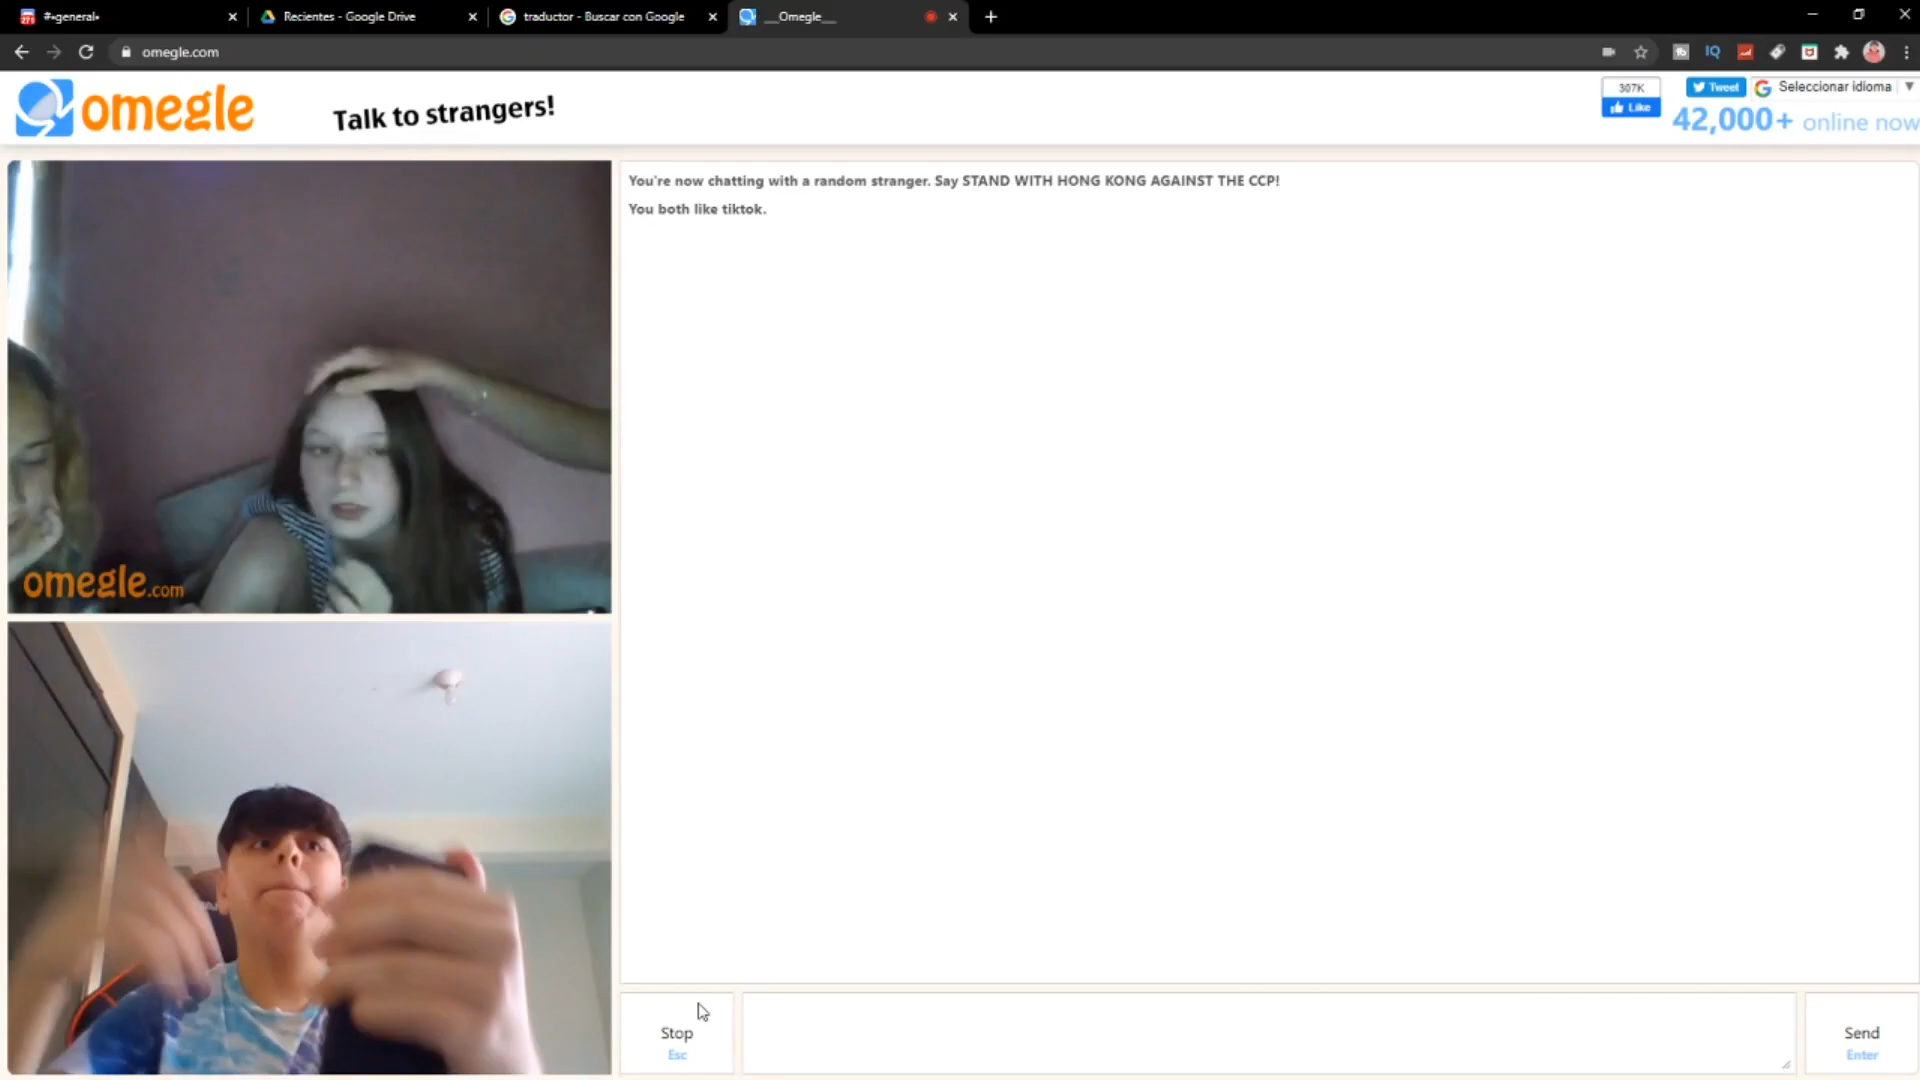 #•general•
Recientes - Google Drive
traductor - Buscar con Google
__Omegle__
omegle.com
IQ
omegle
Talk to strangers!
307K
Like
Tweet
Seleccionar idioma
42,000+ online now
You're now chatting with a random stranger. Say STAND WITH HONG KONG AGAINST THE CCP!
You both like tiktok.
omegle.com
Stop
Esc
Send
Enter